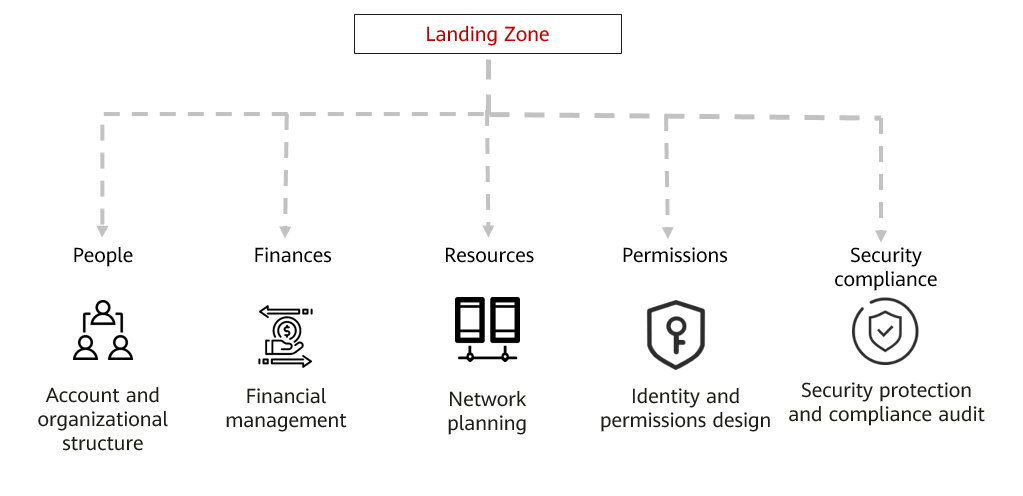 Landing Zone
People
Finances
Resources
Permissions
Security
compliance
$
Account and
organizational
structure
Financial
management
Network
planning
Identity and
permissions design
Security protection
and compliance audit